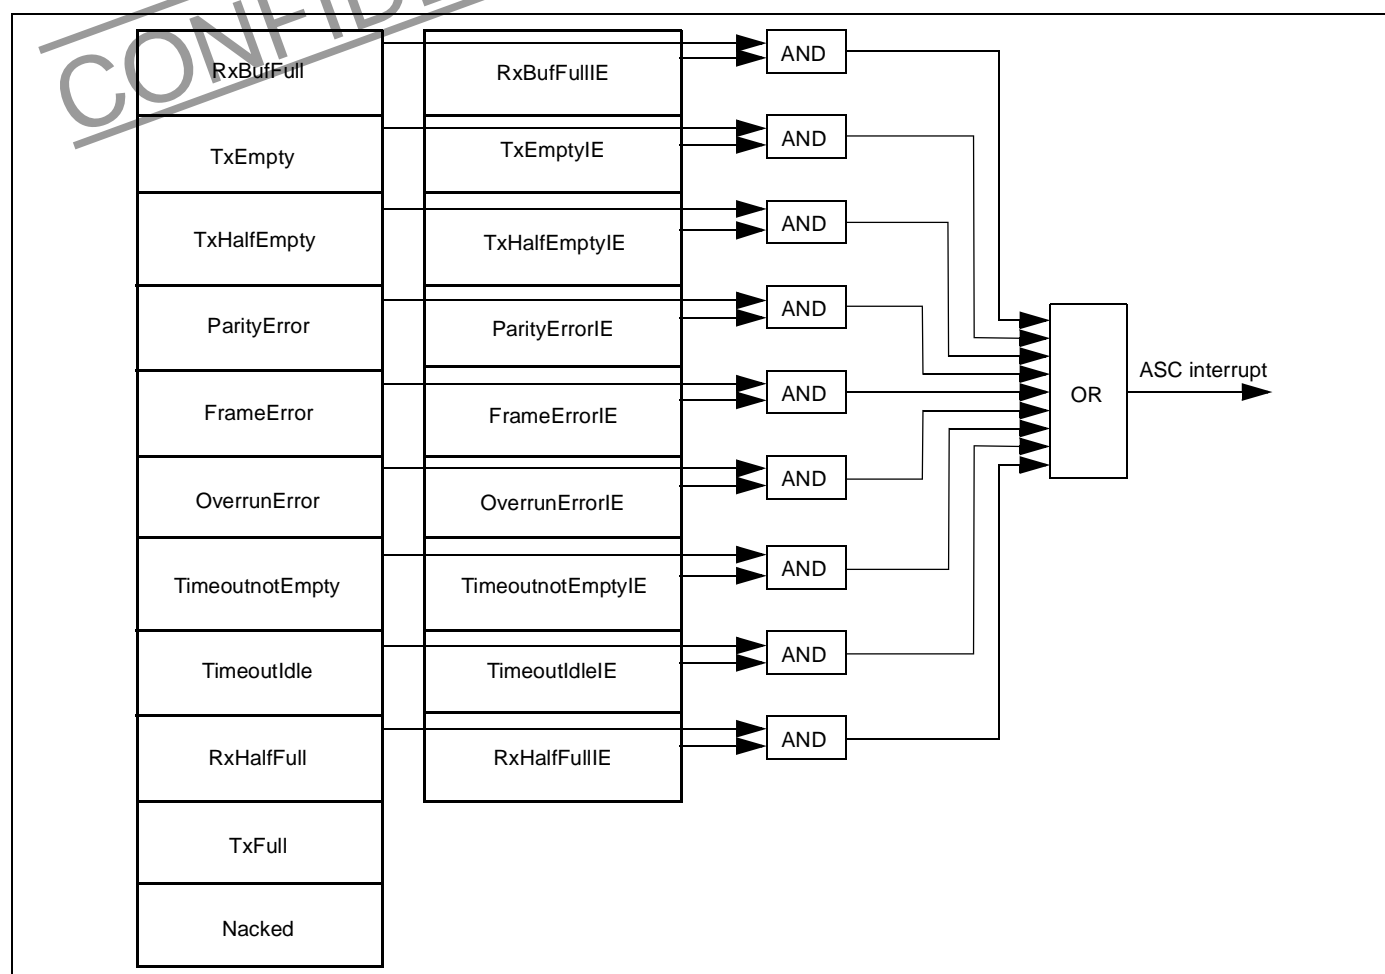 CONFIDE
RxBufFull RxBufFullIE AND
TxEmpty TxEmptyIE AND
TxHalfEmpty TxHalfEmptyIE AND
ParityError ParityErrorIE AND
ASC interrupt
FrameError FrameErrorIE AND OR
OverrunError OverrunErrorIE AND
TimeoutnotEmpty TimeoutnotEmptyIE AND
TimeoutIdle TimeoutIdleIE AND
RxHalfFull RxHalfFullIE AND
TxFull
Nacked